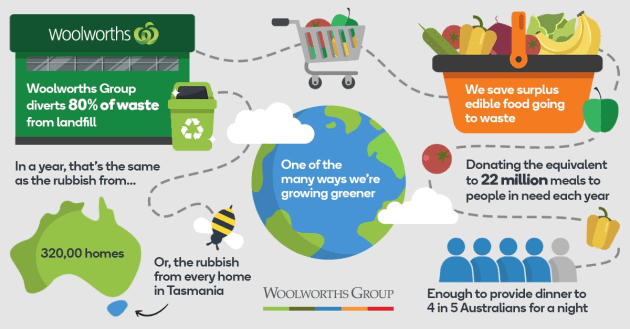 Woolworths
Woolworths Group
diverts 80% of waste
from landfill
In a year, that's the same
as the rubbish from...
320,00 homes
Or, the rubbish
from every home
in Tasmania
One of the
many ways we're
growing greener
WOOLWORTHS GROUP
We save surplus
edible food going
to waste
Donating the equivalent
to 22 million meals to
people in need each year
Enough to provide dinner to
4 in 5 Australians for a night